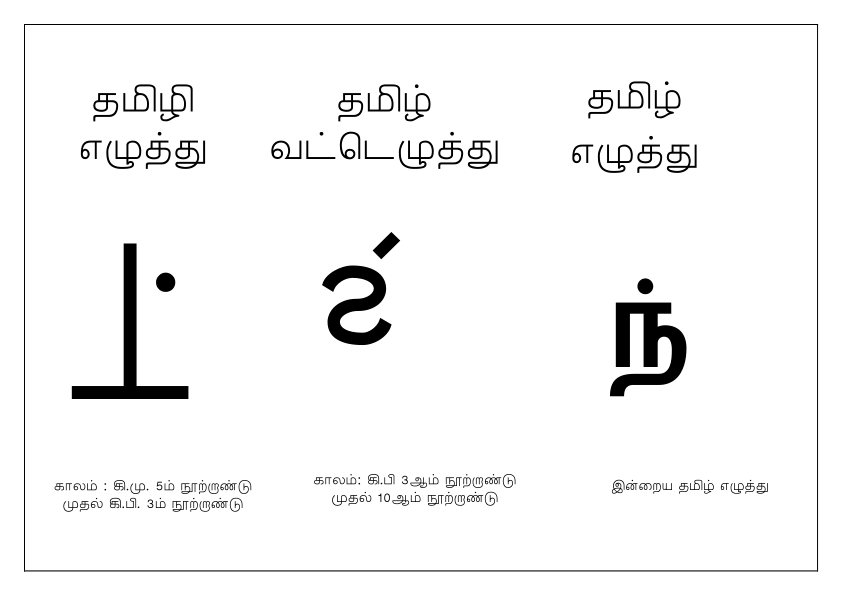 தமிழி
எழுத்து
தமிழ்
வட்டெழுத்து
தமிழ்
எழுத்து
ந்
காலம் : கி.மு. 5ம் நூற்றாண்டு
முதல் கி.பி. 3ம் நூற்றாண்டு
காலம்: கி.பி 3ஆம் நூற்றாண்டு
முதல் 10ஆம் நூற்றாண்டு
இன்றைய தமிழ் எழுத்து